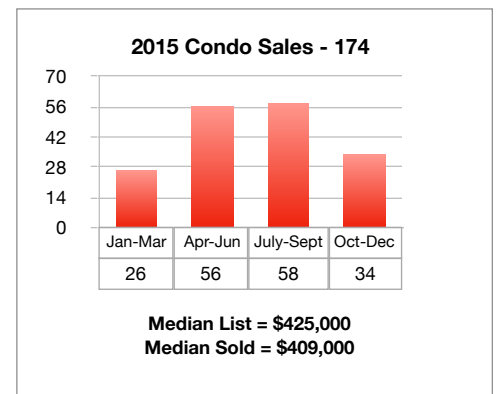 2015 Condo Sales - 174
70
56
42
28
14
0
Jan-Mar Apr-Jun July-Sept Oct-Dec
26 56 58 34
Median List = $425,000
Median Sold = $409,000